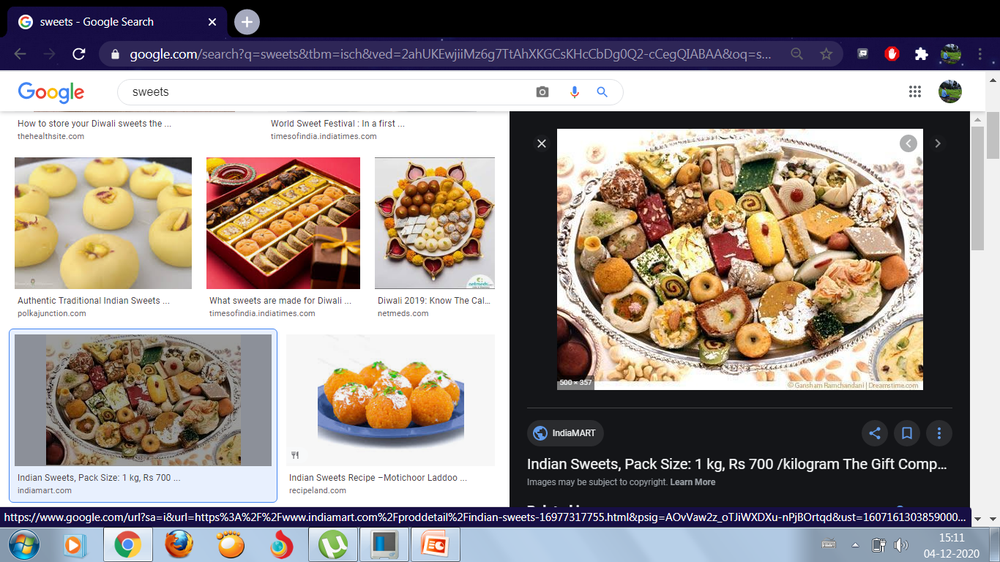 sweets - Google Search
google.com/search?q=sweets&tbm=isch&ved=2ahUKEwjiiMz6g7TtAhXKGCsKHcCbDg0Q2-cCegQIABAA&oq=s...
Google
sweets
How to store your Diwali sweets the ...
thehealthsite.com
World Sweet Festival : In a first ...
timesofindia.indiatimes.com
Authentic Traditional Indian Sweets ...
polkajunction.com
What sweets are made for Diwali ...
timesofindia.indiatimes.com
netmeds.com
Diwali 2019: Know The Cal...
netmeds.com
Indian Sweets, Pack Size: 1 kg, Rs 700 ...
indiamart.com
Indian Sweets Recipe –Motichoor Laddoo ...
recipeland.com
500 × 357
© Gansham Ramchandani | Dreamstime.com
IndiaMART
Indian Sweets, Pack Size: 1 kg, Rs 700 /kilogram The Gift Comp...
Images may be subject to copyright. Learn More
https://www.google.com/url?sa=i&url=https%3A%2F%2Fwww.indiamart.com%2Fproddetail%2Findian-sweets-16977317755.html&psig=AOvVaw2z_oTJiWXDXu-nPjBOrtqd&ust=1607161303859000...
15:11
04-12-2020